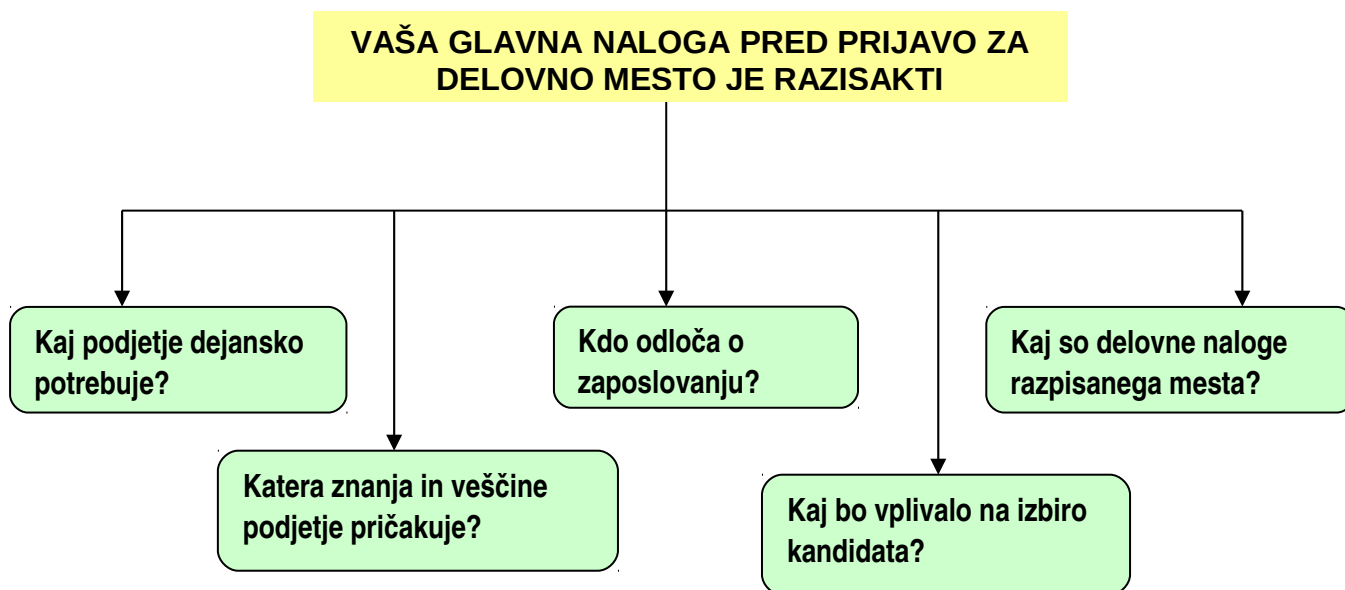 VAŠA GLAVNA NALOGA PRED PRIJAVO ZA
DELOVNO MESTO JE RAZISAKTI
Kaj podjetje dejansko
potrebuje?
Kdo odloča o
zaposlovanju?
Kaj so delovne naloge
razpisanega mesta?
Katera znanja in veščine
podjetje pričakuje?
Kaj bo vplivalo na izbiro
kandidata?